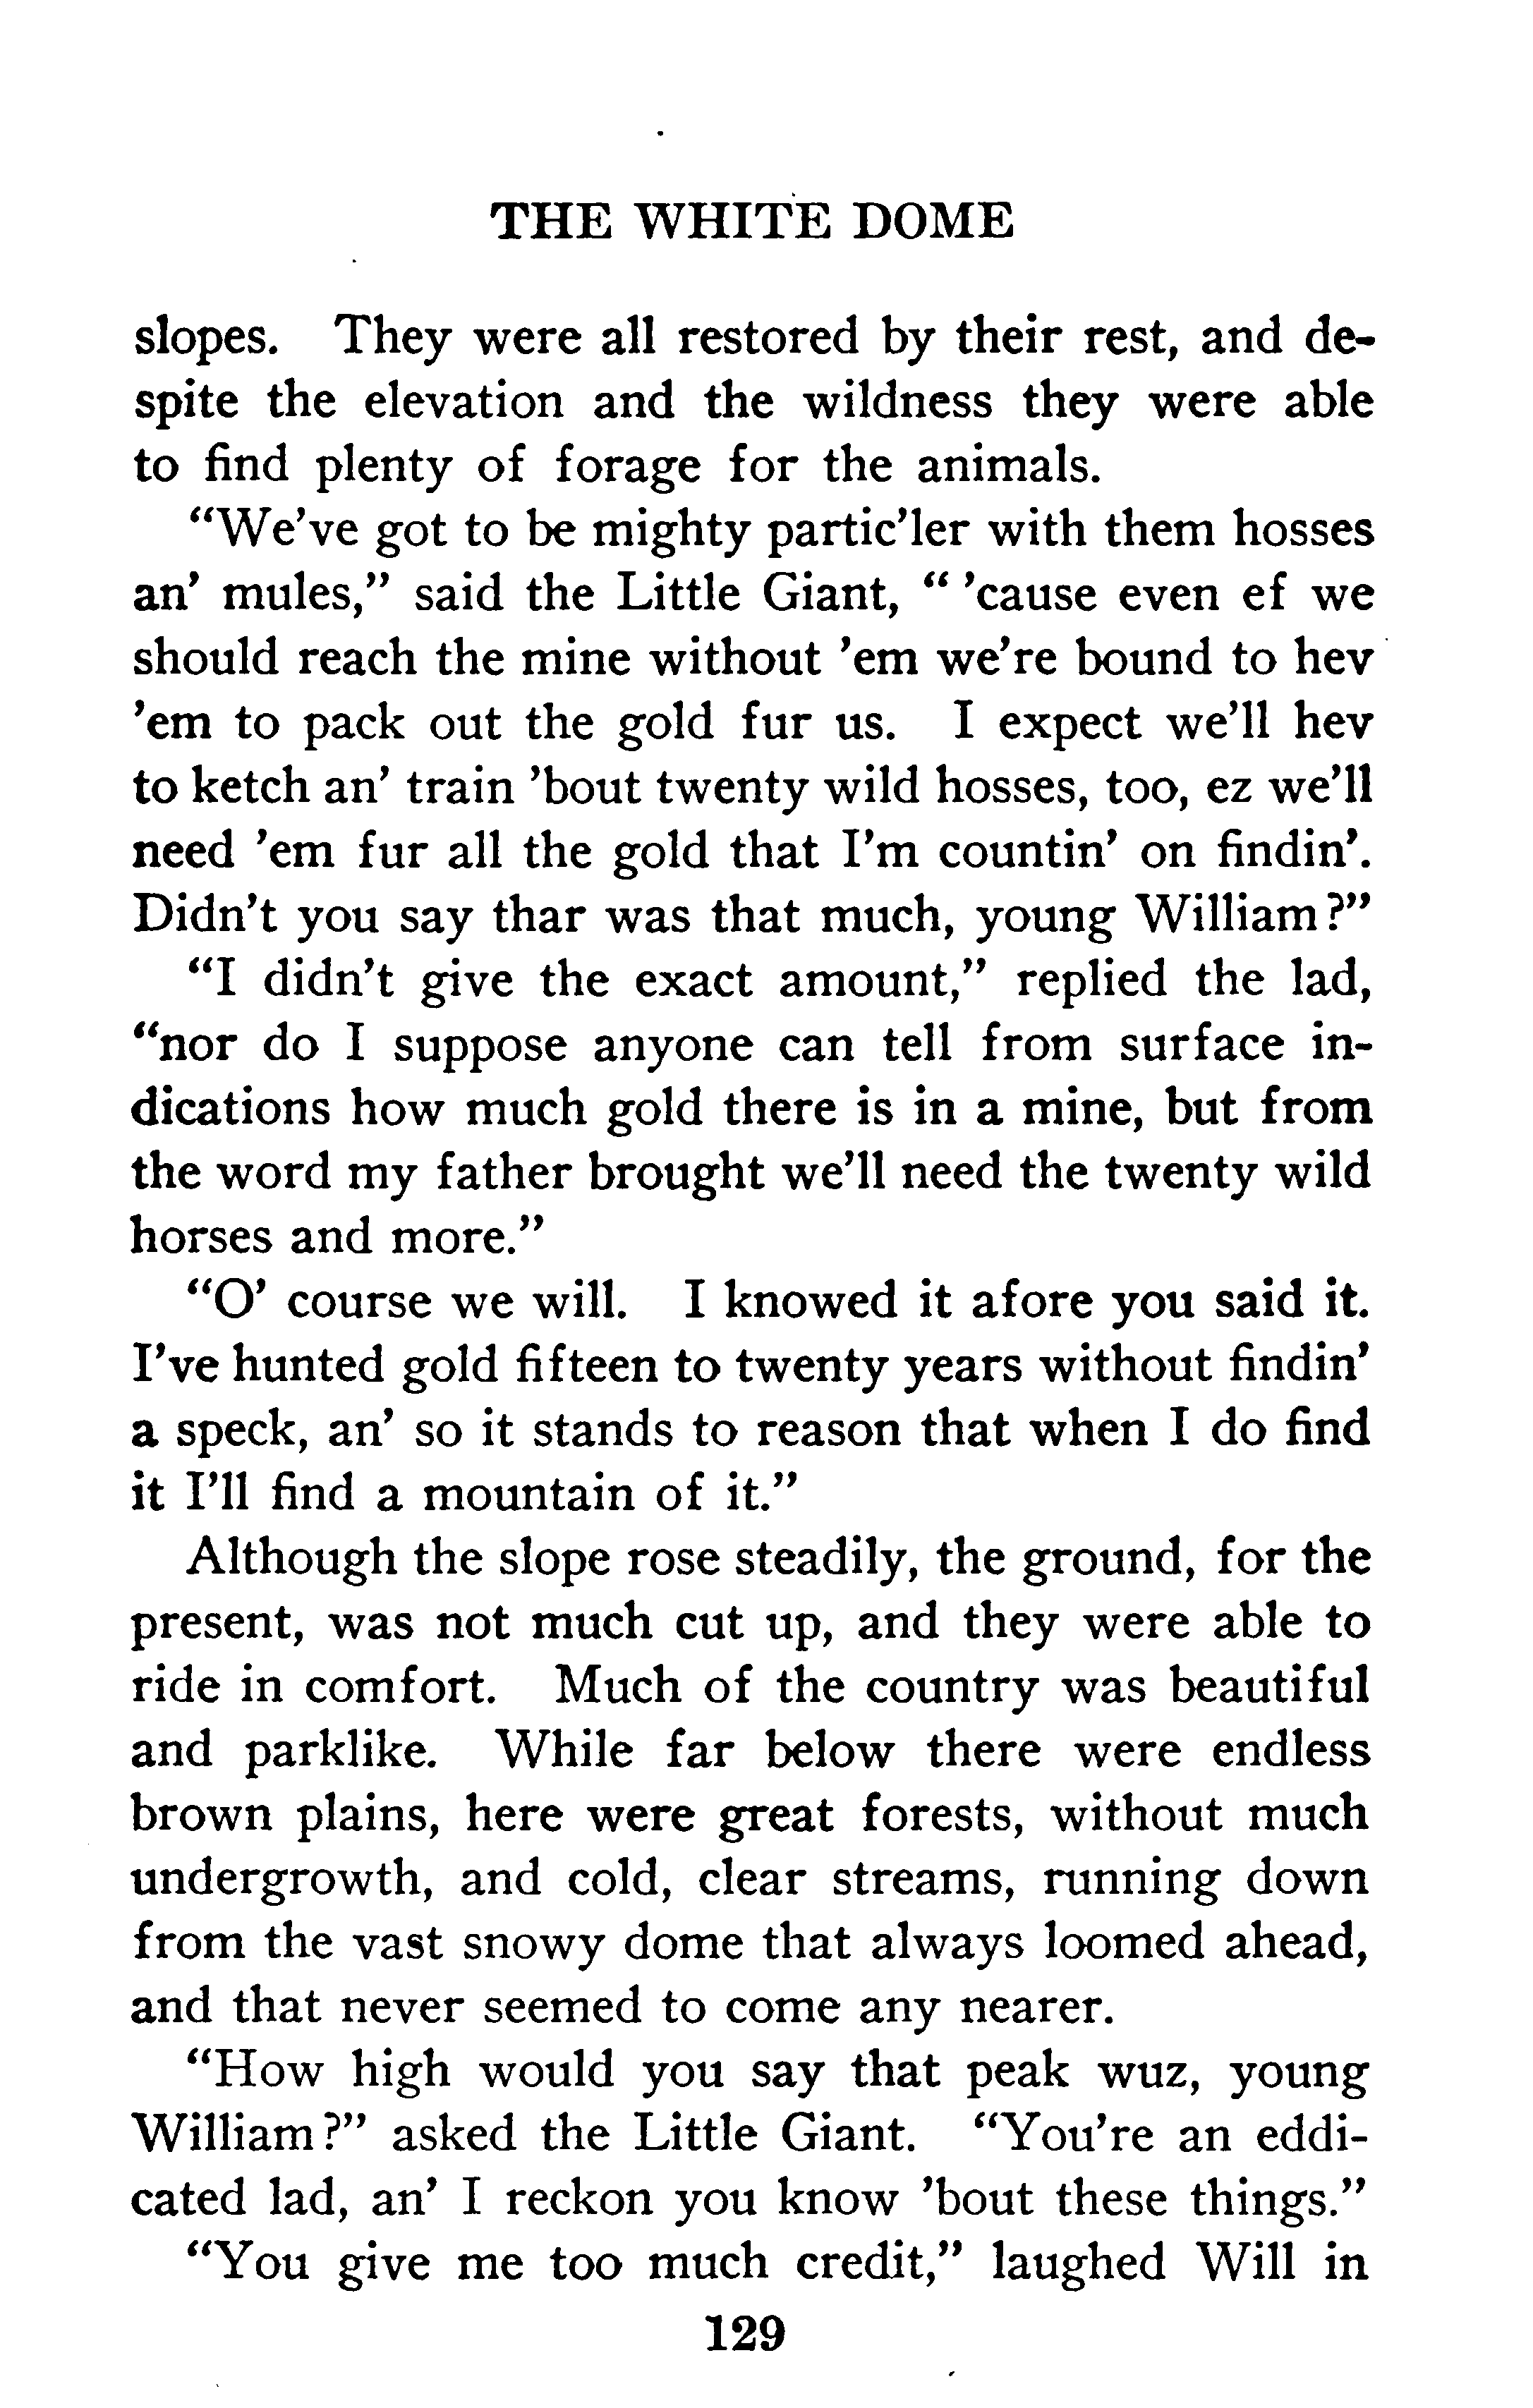 THE WHITE DOME
slopes. They were all restored by their rest, and de-
spite the elevation and the wildness they were able
to find plenty of forage for the animals.
"We've got to be mighty partic'ler with them hosses
an' mules," said the Little Giant, " 'cause even ef we
should reach the mine without 'em we're bound to hev
'em to pack out the gold fur us. I expect we'll hev
to ketch an' train 'bout twenty wild hosses, too, ez we'll
need 'em fur all the gold that I'm countin' on findin'.
Didn't you say thar was that much, young William?"
"I didn't give the exact amount," replied the lad,
"nor do I suppose anyone can tell from surface in-
dications how much gold there is in a mine, but from
the word my father brought we'll need the twenty wild
horses and more."
"O' course we will. I knowed it afore you said it.
I've hunted gold fifteen to twenty years without findin'
a speck, an' so it stands to reason that when I do find
it I'll find a mountain of it."
Although the slope rose steadily, the ground, for the
present, was not much cut up, and they were able to
ride in comfort. Much of the country was beautiful
and parklike. While far below there were endless
brown plains, here were great forests, without much
undergrowth, and cold, clear streams, running down
from the vast snowy dome that always loomed ahead,
and that never seemed to come any nearer.
"How high would you say that peak wuz, young
William?" asked the Little Giant. "You're an eddi-
cated lad, an' I reckon you know 'bout these things."
"You give me too much credit," laughed Will in
129